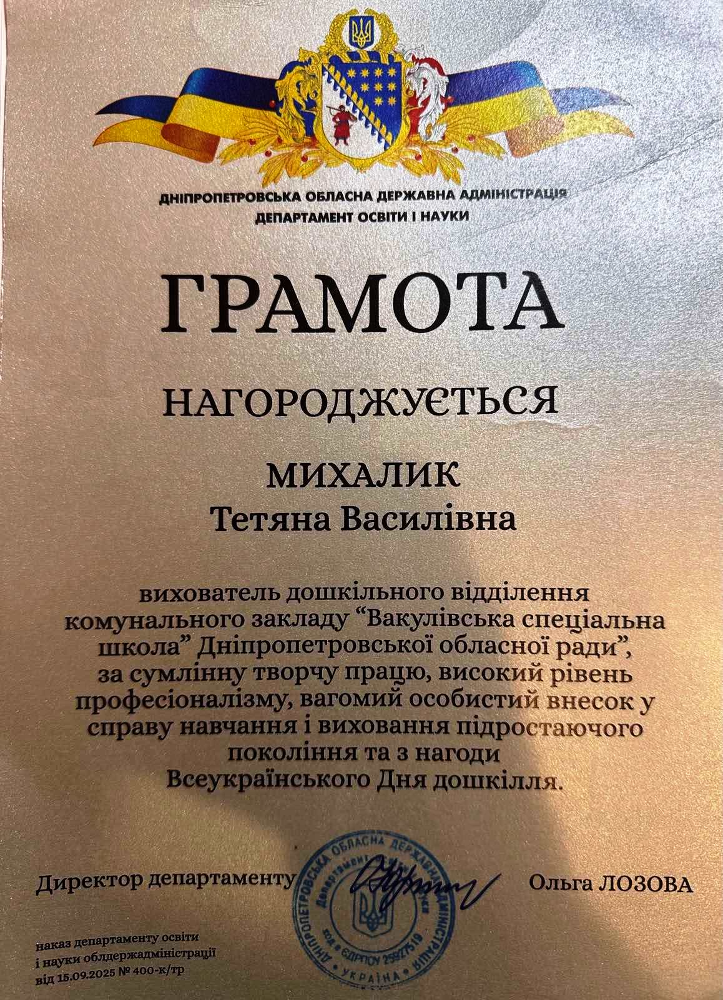 ДНІПРОПЕТРОВСЬКА ОБЛАСНА ДЕРЖАВНА АДМІНІСТРАЦІЯ
ДЕПАРТАМЕНТ ОСВІТИ І НАУКИ
ГРАМОТА
НАГОРОДЖУЄТЬСЯ
МИХАЛИК
Тетяна Василівна
вихователь дошкільного відділення
комунального закладу “Вакулівська спеціальна
школа” Дніпропетровської обласної ради”,
за сумлінну творчу працю, високий рівень
професіоналізму, вагомий особистий внесок у
справу навчання і виховання підростаючого
покоління та з нагоди
Всеукраїнського Дня дошкілля.
Директор департаменту
Ольга ЛОЗОВА
ДНІПРОПЕТРОВСЬКА ОБЛАСНА ДЕРЖАВНА АДМІНІСТРАЦІЯ
Департамент
код в ЄДРПОУ 25927519
УКРАЇНА
наказ департаменту освіти
і науки облдержадміністрації
від 15.09.2025 № 400-к/тр